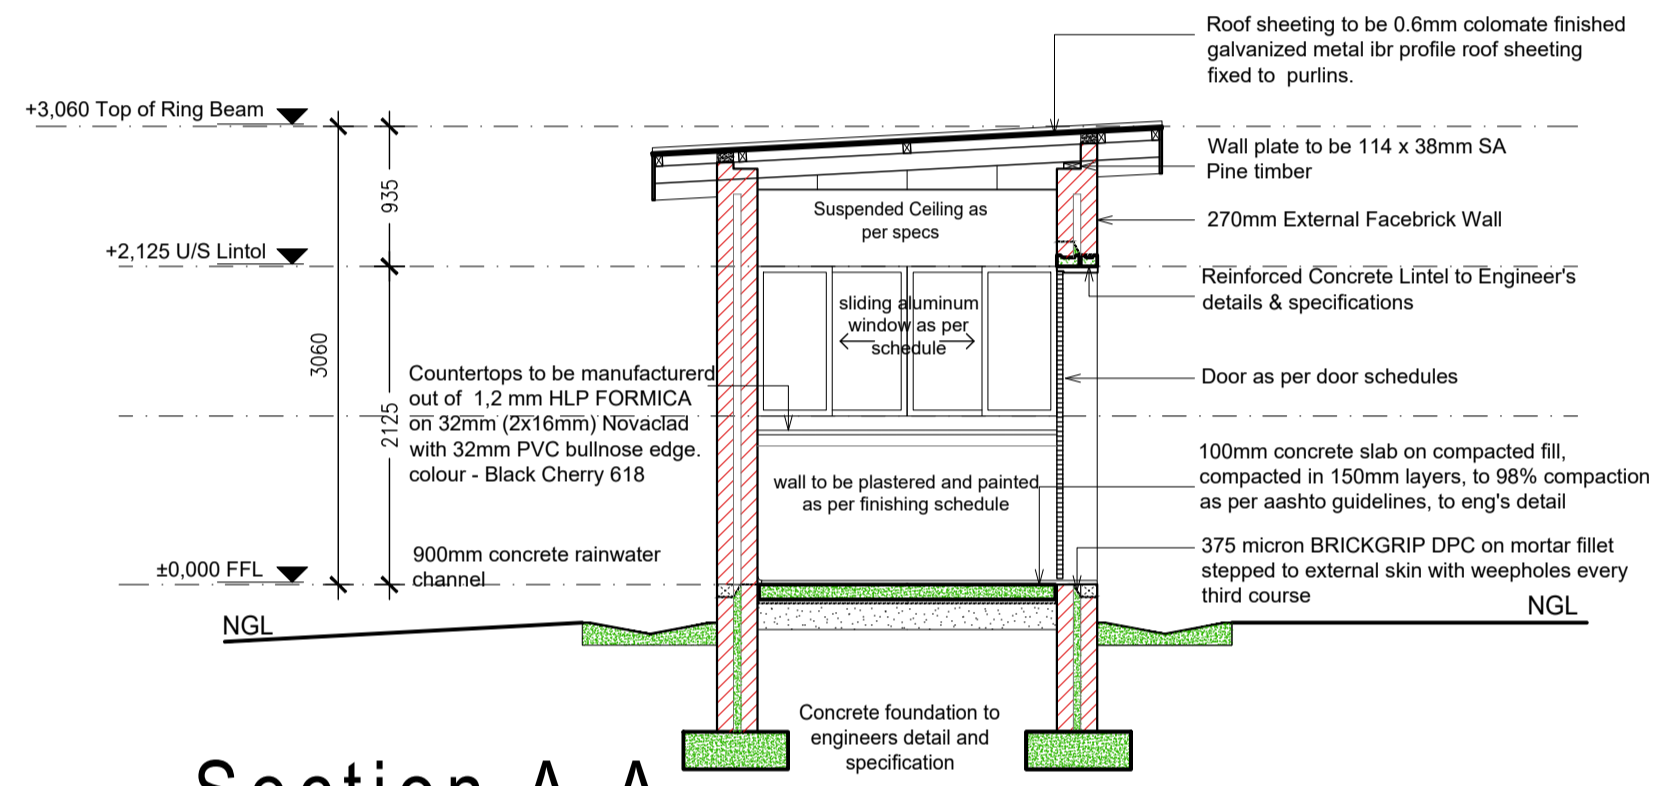 Roof sheeting to be 0.6mm colomate finished
galvanized metal ibr profile roof sheeting
fixed to purlins.
+3,060 Top of Ring Beam
Wall plate to be 114 x 38mm SA
Pine timber
935
Suspended Ceiling as
per specs
270mm External Facebrick Wall
+2,125 U/S Lintol
Reinforced Concrete Lintel to Engineer's
details & specifications
sliding aluminum
window as per
schedule
3060
Door as per door schedules
Countertops to be manufacturerd
out of 1,2 mm HLP FORMICA
on 32mm (2x16mm) Novaclad
with 32mm PVC bullnose edge.
colour - Black Cherry 618
2125
100mm concrete slab on compacted fill,
compacted in 150mm layers, to 98% compaction
as per aashto guidelines, to eng's detail
wall to be plastered and painted
as per finishing schedule
900mm concrete rainwater
channel
±0,000 FFL
375 micron BRICKGRIP DPC on mortar fillet
stepped to external skin with weepholes every
third course
NGL
NGL
Concrete foundation to
engineers detail and
specification
Section A-A